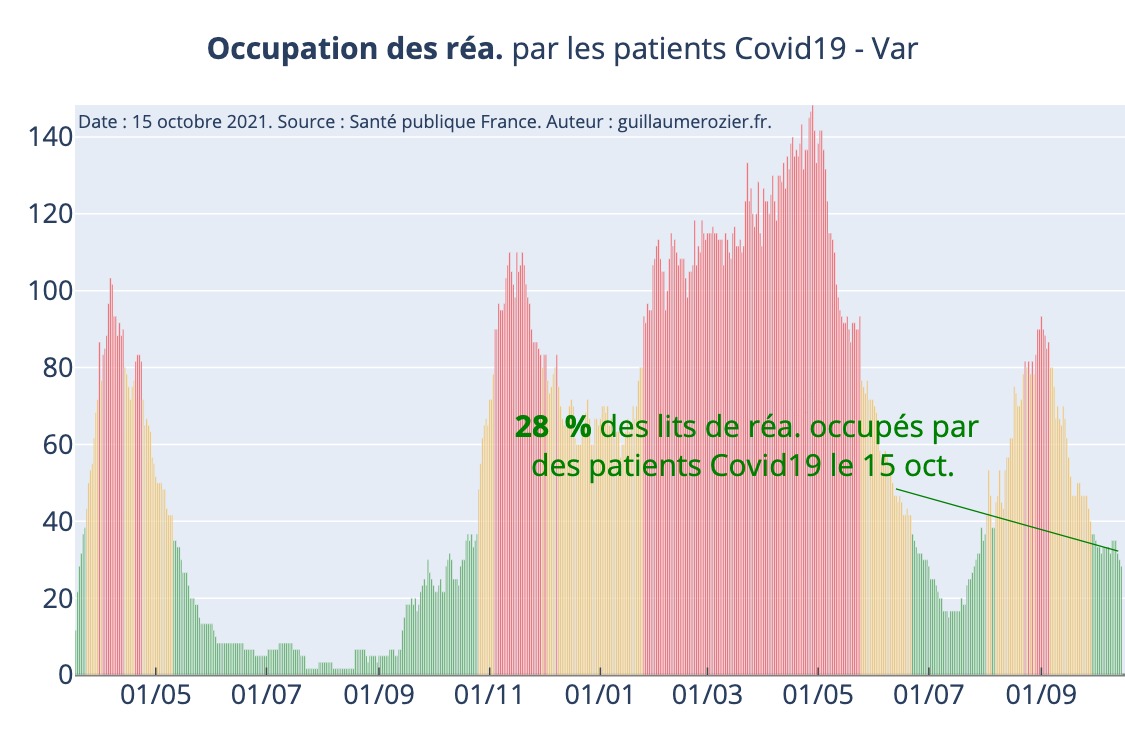 Occupation des réa. par les patients Covid19 - Var
Date : 15 octobre 2021. Source : Santé publique France. Auteur : guillaumerozier.fr.
140
120
100
80
60
40
20
0
28 % des lits de réa. occupés par
des patients Covid19 le 15 oct.
01/05 01/07 01/09 01/11 01/01 01/03 01/05 01/07 01/09